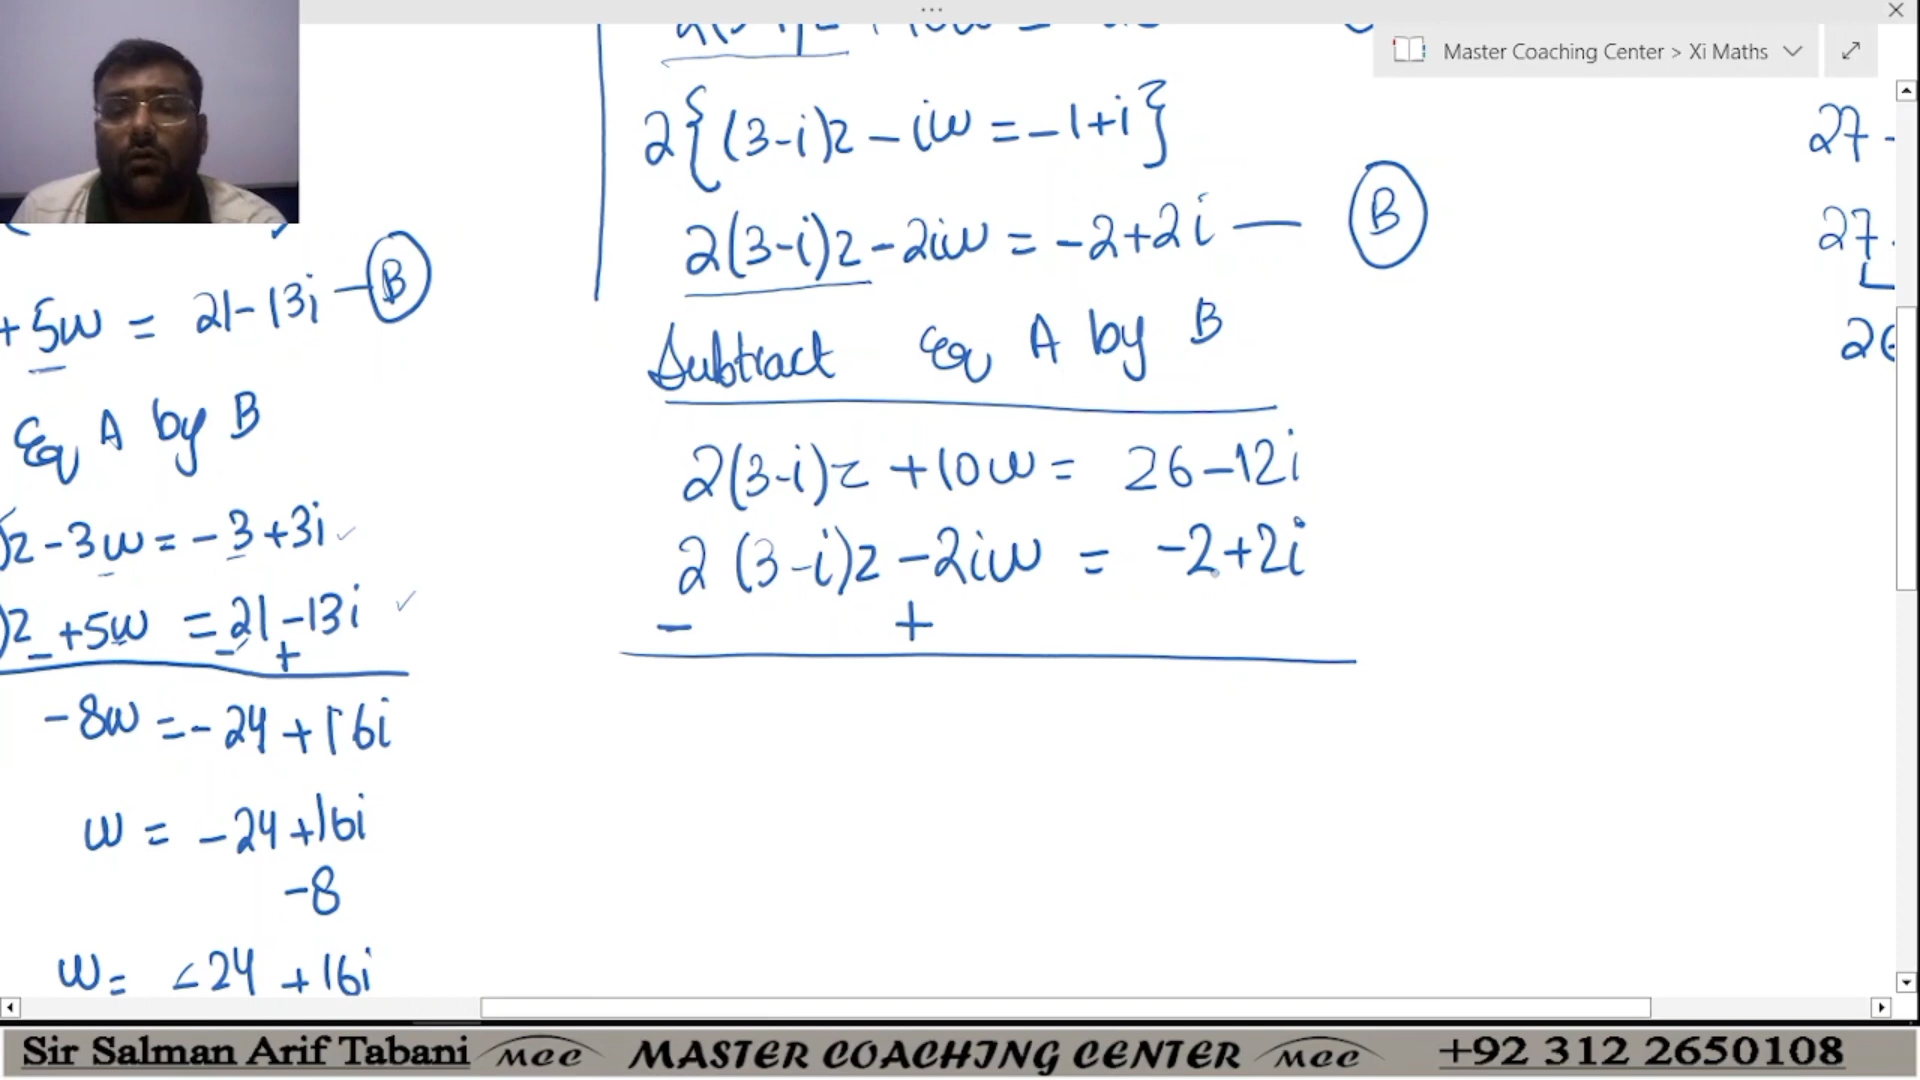 Master Coaching Center > Xi Maths
2{(3-i)z - iw = -1+i}
2(3-i)z - 2iw = -2+2i — B
Subtract Eq A by B
2(3-i)z +10w = 26-12i
2 (3-i)z - 2iw = -2+2i
- +
+5w = 21-13i — B
Eq A by B
)z - 3w = -3+3i ✓
)z +5w = 21-13i ✓
- - +
-8w = -24+16i
w = -24+16i
-8
w =
24 +16i
27 -
27
Sir Salman Arif Tabani MCC MASTER COACHING CENTER MCC +92 312 2650108